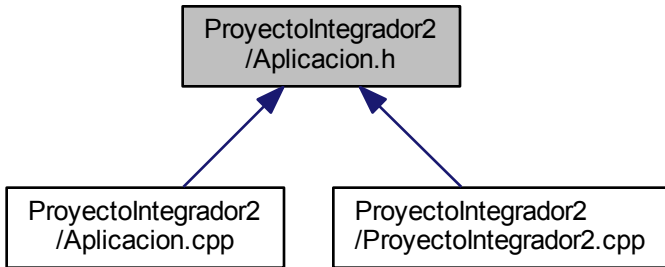 ProyectoIntegrador2
/Aplicacion.h
ProyectoIntegrador2
/Aplicacion.cpp
ProyectoIntegrador2
/ProyectoIntegrador2.cpp